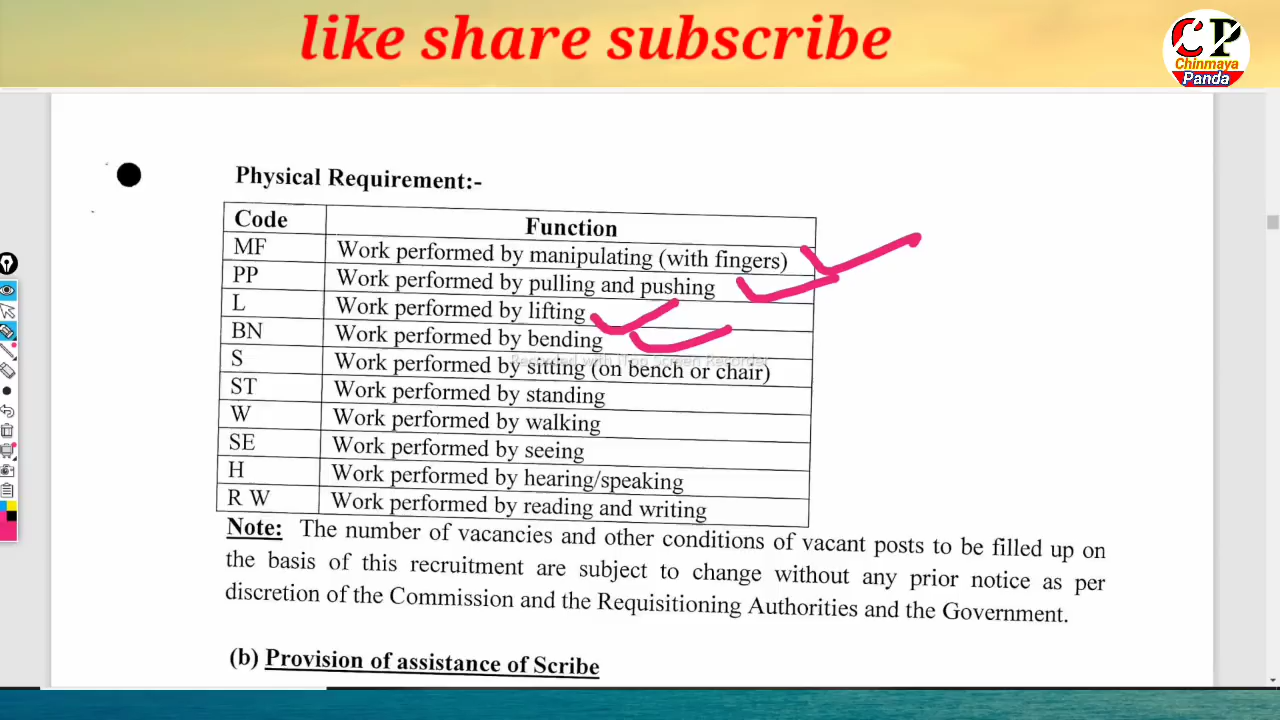 like share subscribe
CP
Chinmaya
Panda
Physical Requirement:-
Code Function
MF Work performed by manipulating (with fingers)
PP Work performed by pulling and pushing
L Work performed by lifting
BN Work performed by bending
Recorded with iTop Screen Recorder
S Work performed by sitting (on bench or chair)
ST Work performed by standing
W Work performed by walking
SE Work performed by seeing
H Work performed by hearing/speaking
R W Work performed by reading and writing
Note: The number of vacancies and other conditions of vacant posts to be filled up on
the basis of this recruitment are subject to change without any prior notice as per
discretion of the Commission and the Requisitioning Authorities and the Government.
(b) Provision of assistance of Scribe